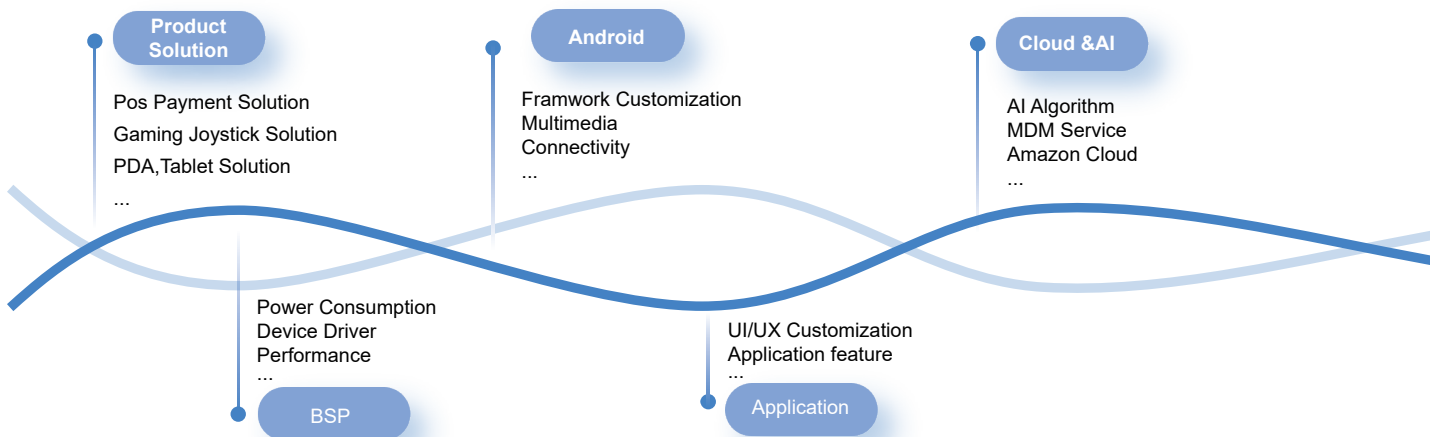 Product
Solution
Pos Payment Solution
Gaming Joystick Solution
PDA,Tablet Solution
...
Android
Framwork Customization
Multimedia
Connectivity
...
Cloud &AI
AI Algorithm
MDM Service
Amazon Cloud
...
Power Consumption
Device Driver
Performance
...
BSP
UI/UX Customization
Application feature
...
Application